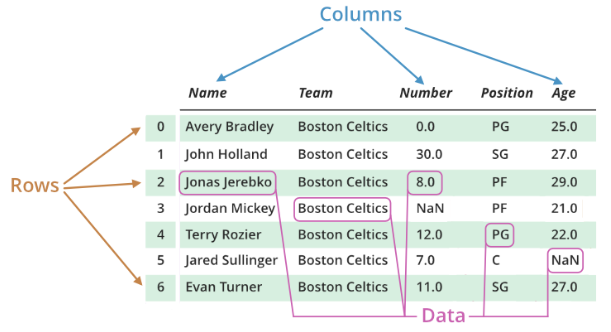 Columns
Name Team Number Position Age
0 Avery Bradley Boston Celtics 0.0 PG 25.0
1 John Holland Boston Celtics 30.0 SG 27.0
Rows
2 Jonas Jerebko Boston Celtics 8.0 PF 29.0
3 Jordan Mickey Boston Celtics NaN PF 21.0
4 Terry Rozier Boston Celtics 12.0 PG 22.0
5 Jared Sullinger Boston Celtics 7.0 C NaN
6 Evan Turner Boston Celtics 11.0 SG 27.0
Data